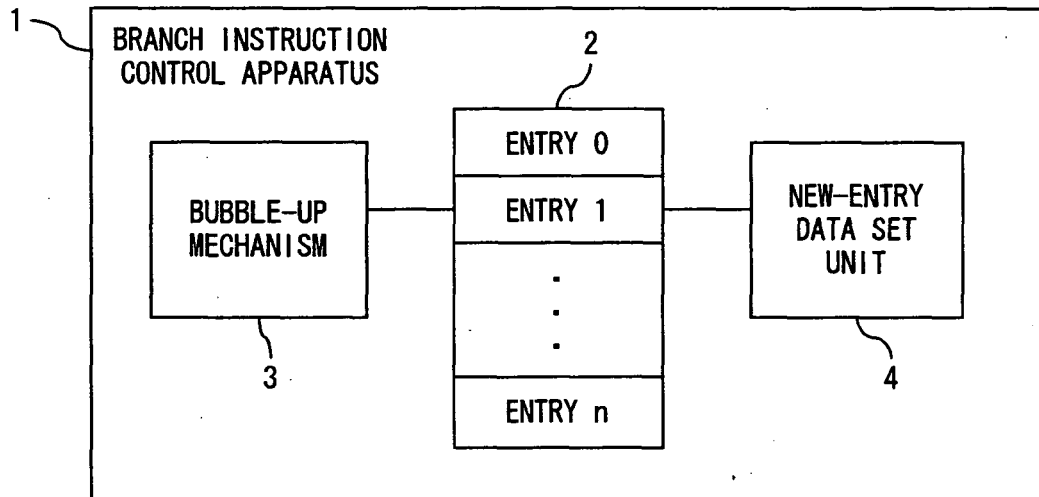 1
BRANCH INSTRUCTION
CONTROL APPARATUS
2
ENTRY 0
ENTRY 1
ENTRY n
BUBBLE-UP
MECHANISM
3
NEW-ENTRY
DATA SET
UNIT
4